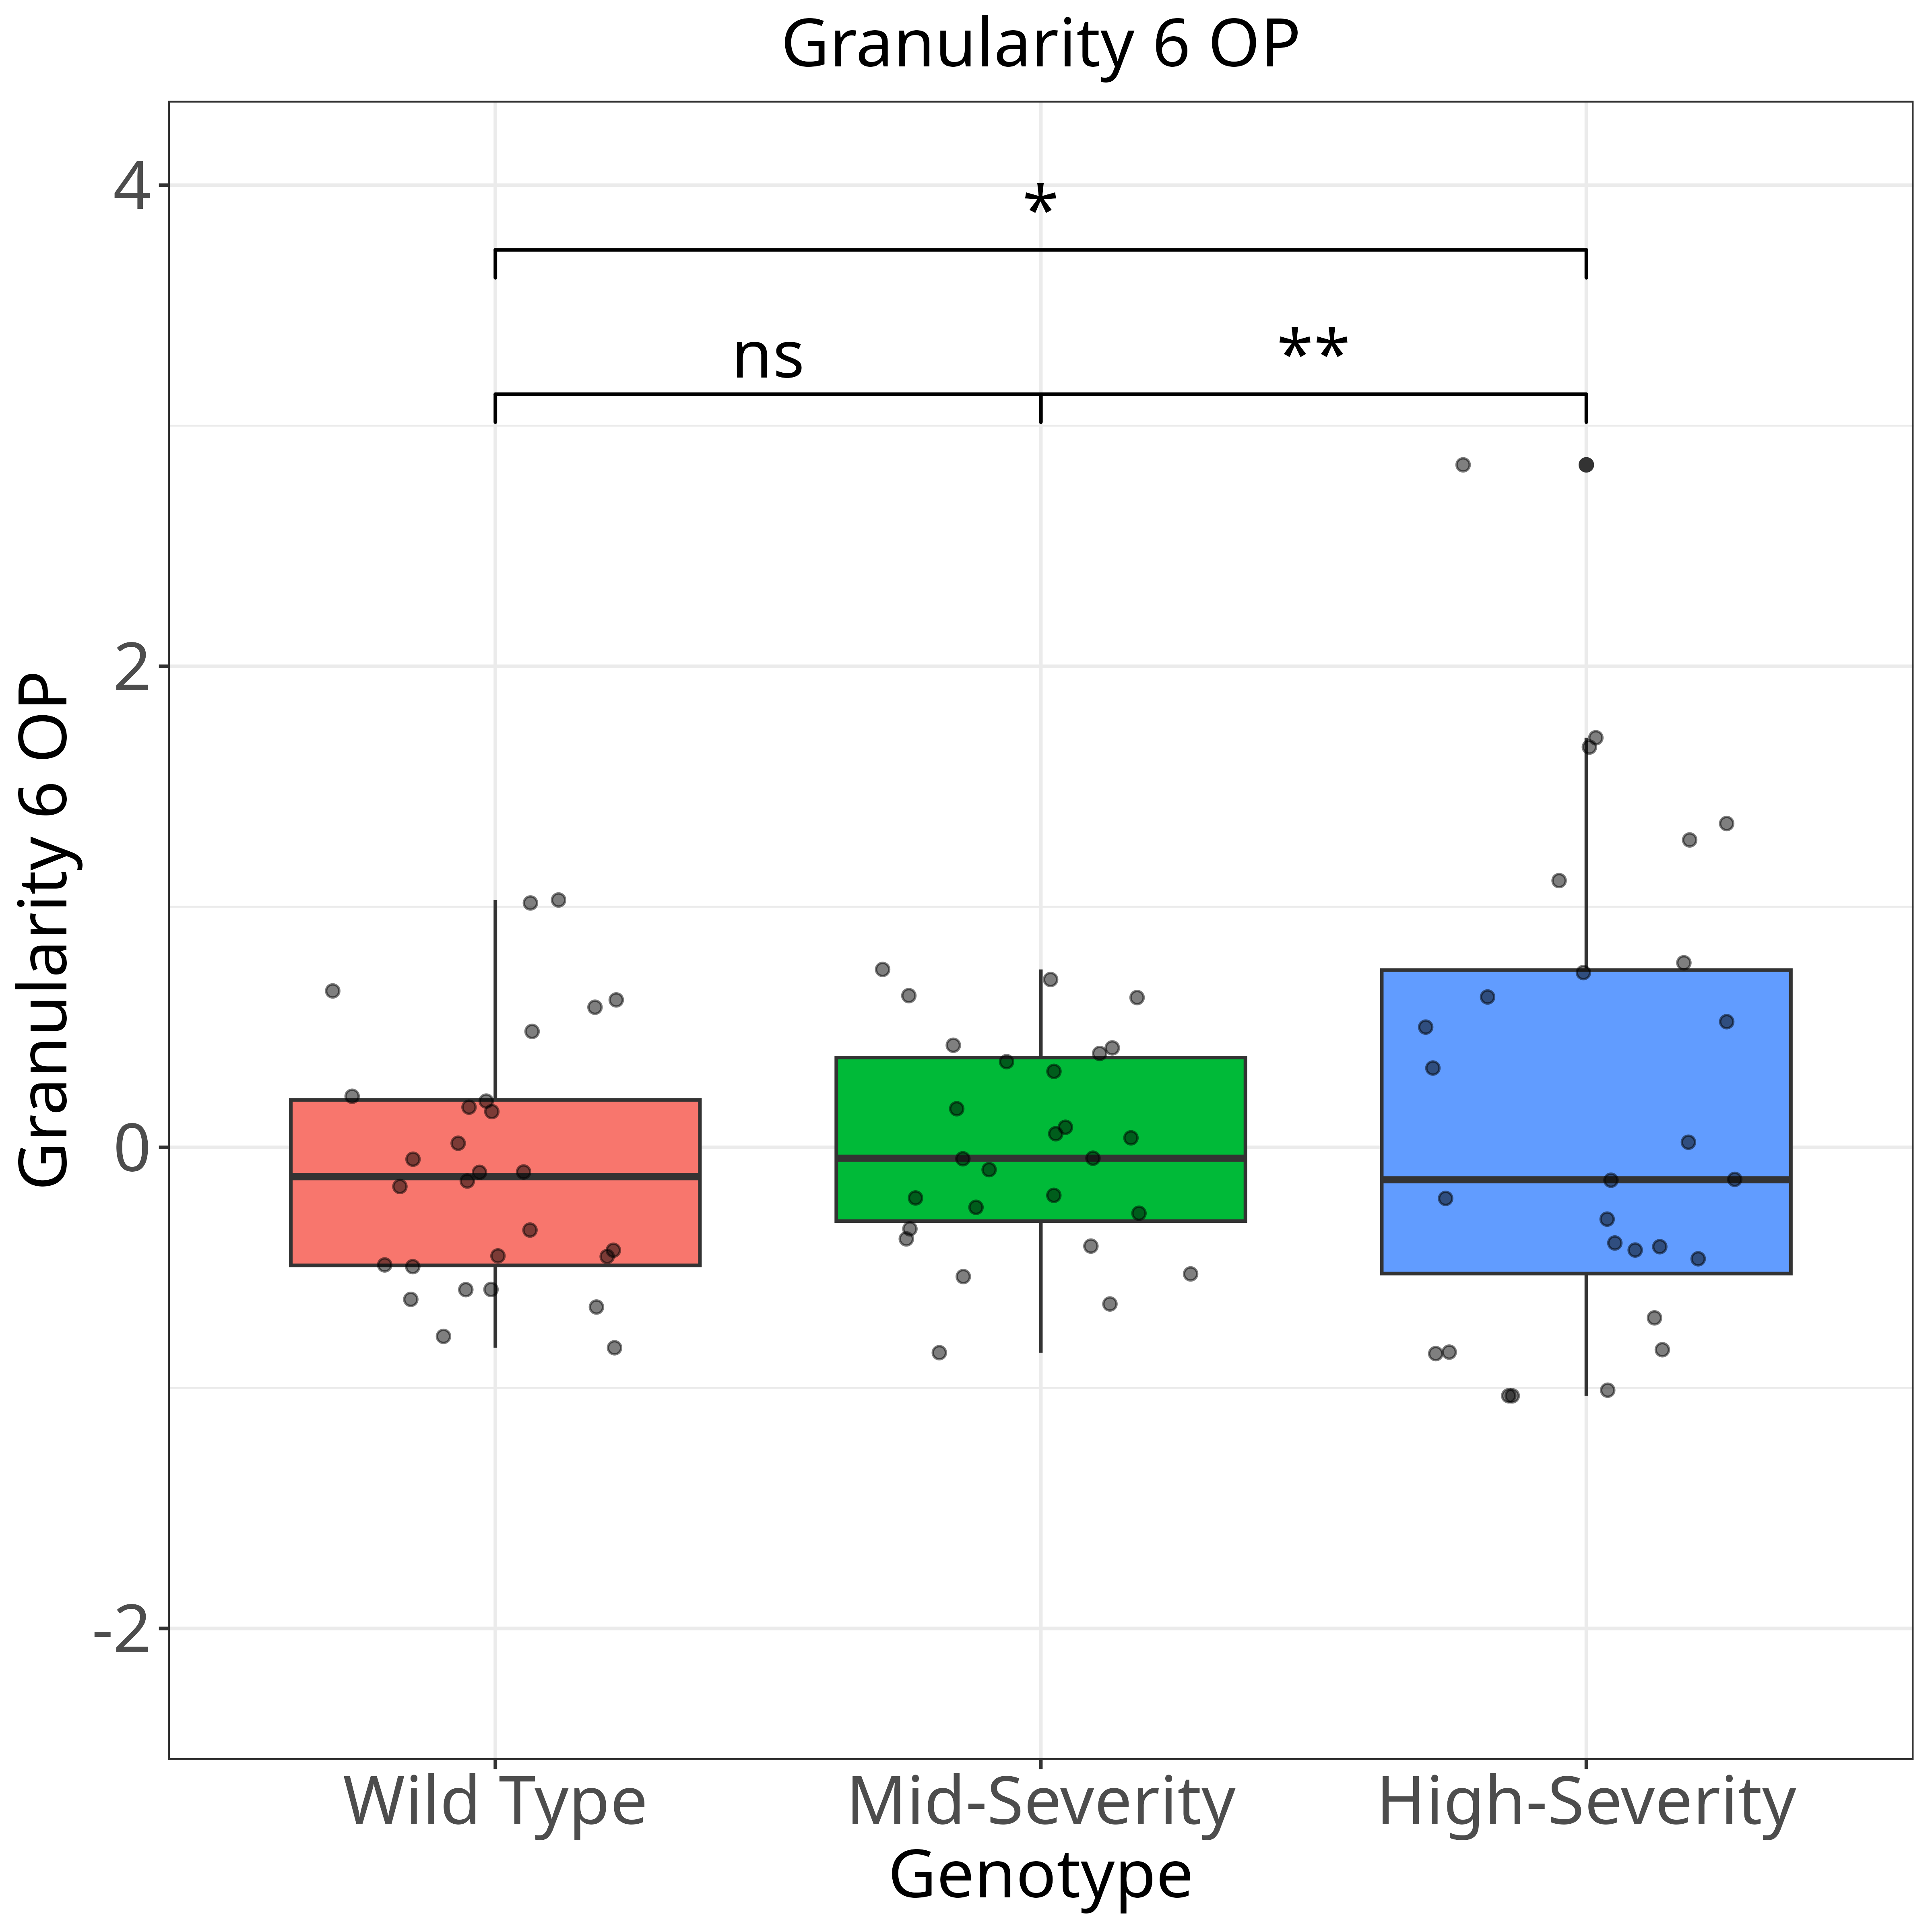 Granularity 6 OP
4
*
ns
**
2
0
-2
Granularity 6 OP
Wild Type
Mid-Severity
High-Severity
Genotype